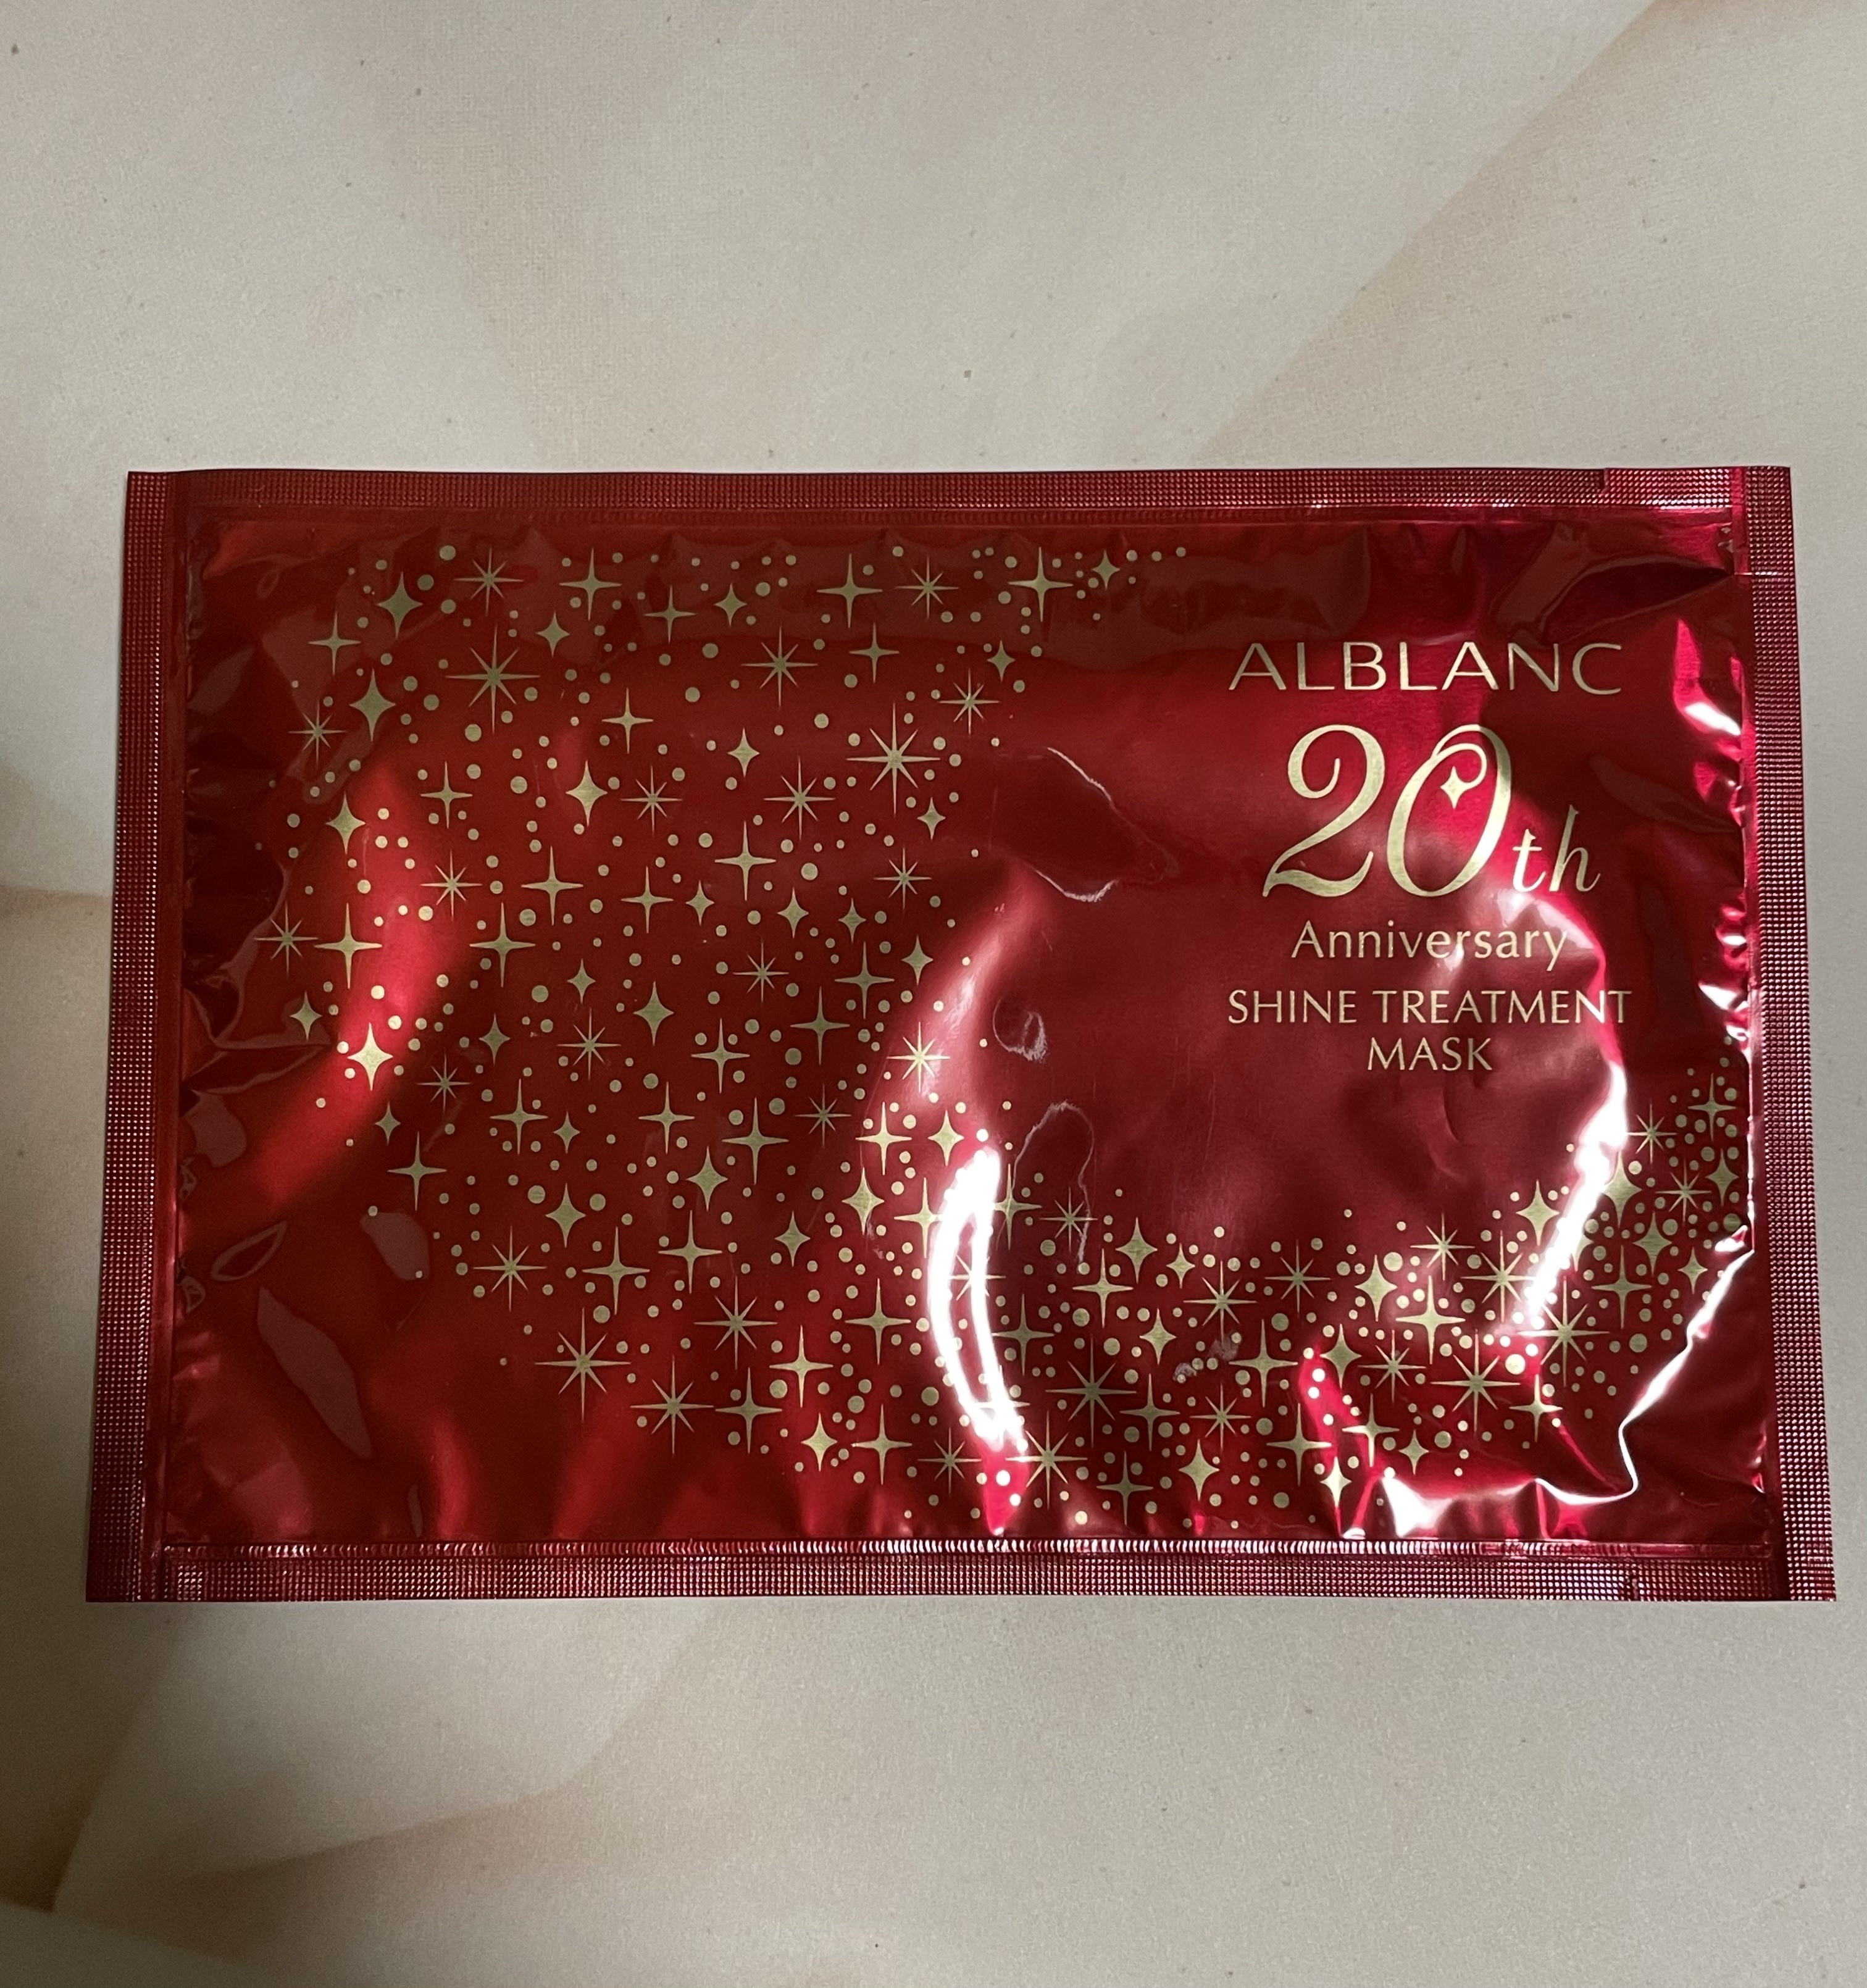 ALBLANC
20th
Anniversary
SHINE TREATMENT
MASK